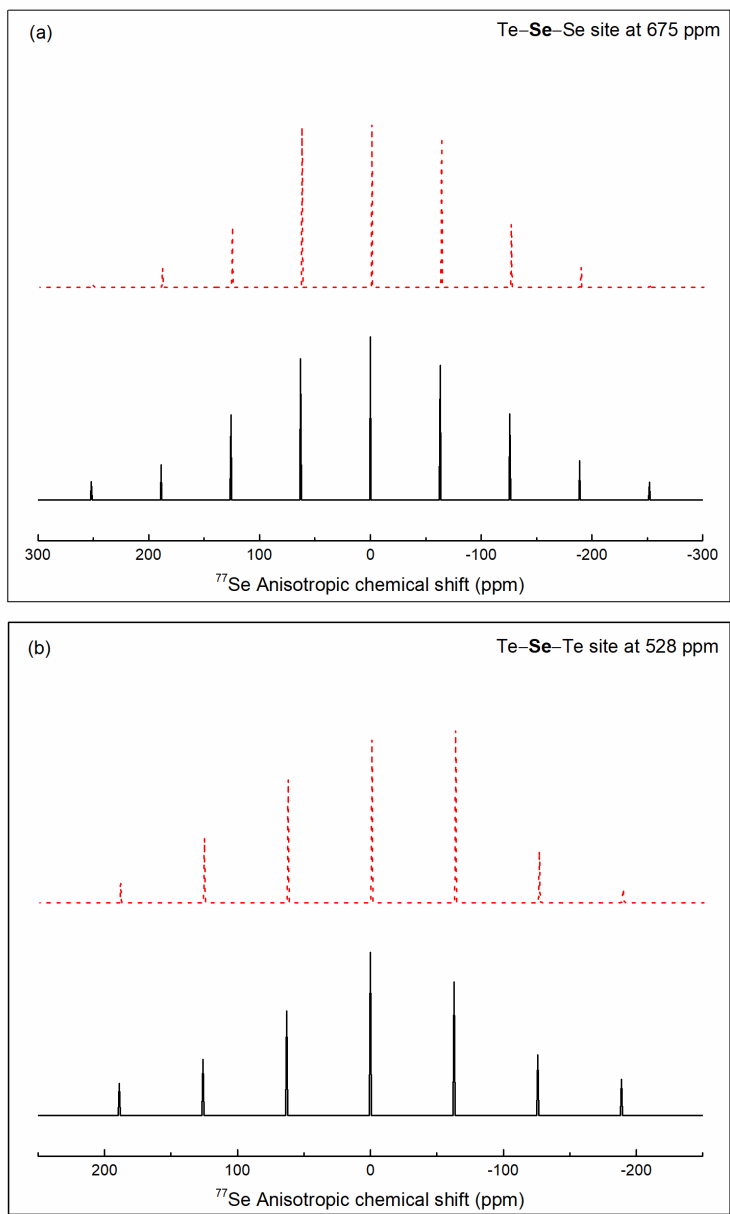 (a)
Te–Se–Se site at 675 ppm
300 200 100 0 -100 -200 -300
⁷⁷Se Anisotropic chemical shift (ppm)
(b)
Te–Se–Te site at 528 ppm
200 100 0 -100 -200
⁷⁷Se Anisotropic chemical shift (ppm)